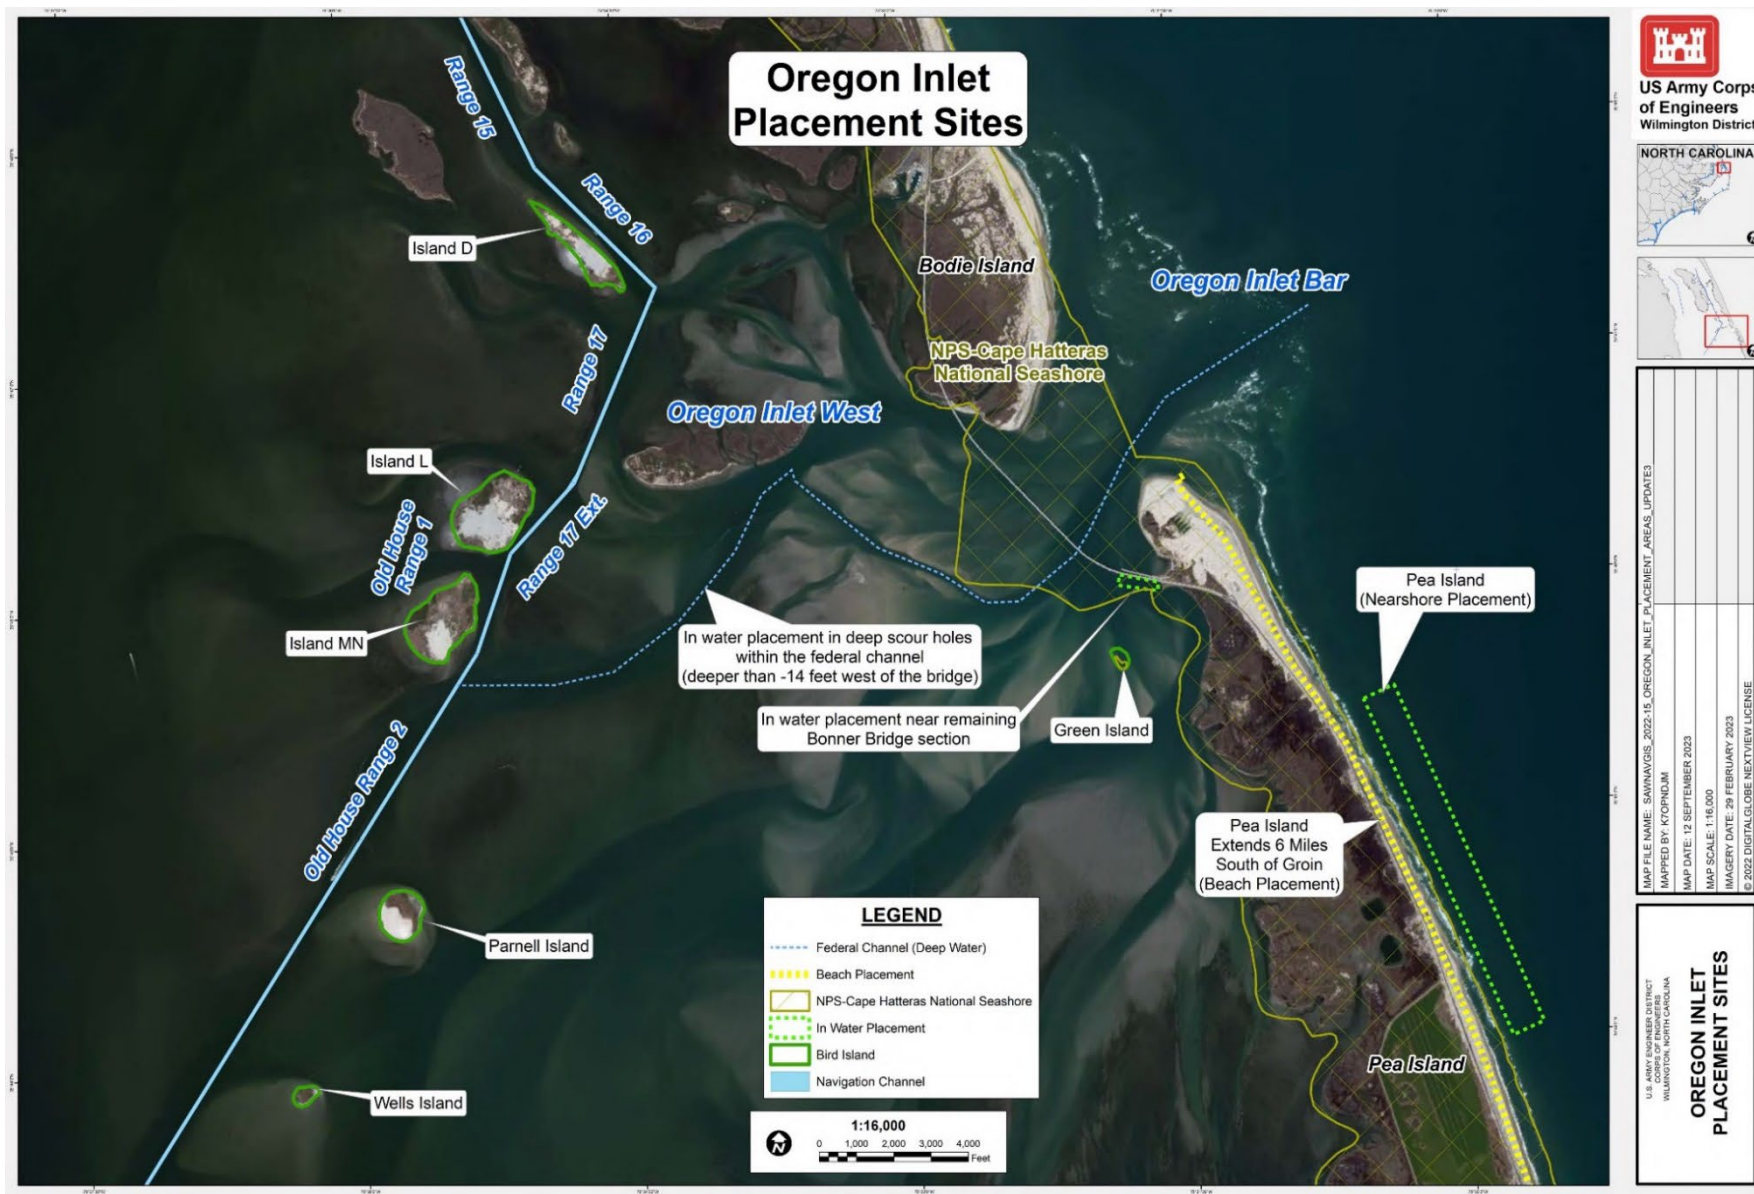 Oregon Inlet
Placement Sites
US Army Corps
of Engineers
Wilmington District
NORTH CAROLINA
Range 15
Range 16
Island D
Bodie Island
Oregon Inlet Bar
Range 17
NPS-Cape Hatteras
National Seashore
Oregon Inlet West
Island L
Old House
Range 1
Range 17 Ext.
Island MN
Pea Island
(Nearshore Placement)
In water placement in deep scour holes
within the federal channel
(deeper than -14 feet west of the bridge)
In water placement near remaining
Bonner Bridge section
Green Island
Old House Range 2
Pea Island
Extends 6 Miles
South of Groin
(Beach Placement)
Parnell Island
Wells Island
Pea Island
LEGEND
Federal Channel (Deep Water)
Beach Placement
NPS-Cape Hatteras National Seashore
In Water Placement
Bird Island
Navigation Channel
1:16,000
N
0 1,000 2,000 3,000 4,000
Feet
MAP FILE NAME: SAWNAVGIS_2022-15_OREGON_INLET_PLACEMENT_AREAS_UPDATE3
MAPPED BY: K7OPNDJM
MAP DATE: 12 SEPTEMBER 2023
MAP SCALE: 1:16,000
IMAGERY DATE: 29 FEBRUARY 2023
© 2022 DIGITALGLOBE NEXTVIEW LICENSE
U.S. ARMY ENGINEER DISTRICT
CORPS OF ENGINEERS
WILMINGTON, NORTH CAROLINA
OREGON INLET
PLACEMENT SITES